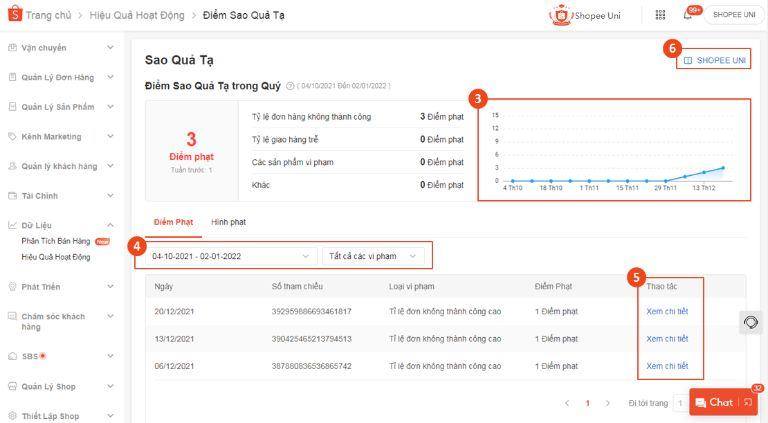 Trang chủ > Hiệu Quả Hoạt Động > Điểm Sao Quả Tạ
Shopee Uni
99+
SHOPEE UNI
Vận chuyển
Quản Lý Đơn Hàng
Quản Lý Sản Phẩm
Kênh Marketing
Quản lý khách hàng
Tài Chính
Dữ Liệu
Phân Tích Bán Hàng New
Hiệu Quả Hoạt Động
Phát Triển
Chăm sóc khách hàng
SBS
Quản Lý Shop
Thiết Lập Shop
Sao Quả Tạ
6
SHOPEE UNI
Điểm Sao Quả Tạ trong Quý ? ( 04/10/2021 Đến 02/01/2022 )
3
Điểm phạt
Tuần trước: 1
Tỷ lệ đơn hàng không thành công 3 Điểm phạt
Tỷ lệ giao hàng trễ 0 Điểm phạt
Các sản phẩm vi phạm 0 Điểm phạt
Khác 0 Điểm phạt
3
15
12
9
6
3
0
4 Th10 18 Th10 1 Th11 15 Th11 29 Th11 13 Th12
Điểm Phạt Hình phạt
4
04-10-2021 - 02-01-2022 Tất cả các vi phạm
5
Ngày Số tham chiếu Loại vi phạm Điểm Phạt Thao tác
20/12/2021 392959886693461817 Tỉ lệ đơn không thành công cao 1 Điểm phạt Xem chi tiết
13/12/2021 390425465213794513 Tỉ lệ đơn không thành công cao 1 Điểm phạt Xem chi tiết
06/12/2021 387880836536865742 Tỉ lệ đơn không thành công cao 1 Điểm phạt Xem chi tiết
< 1 > Đi tới trang 1
Chat
32